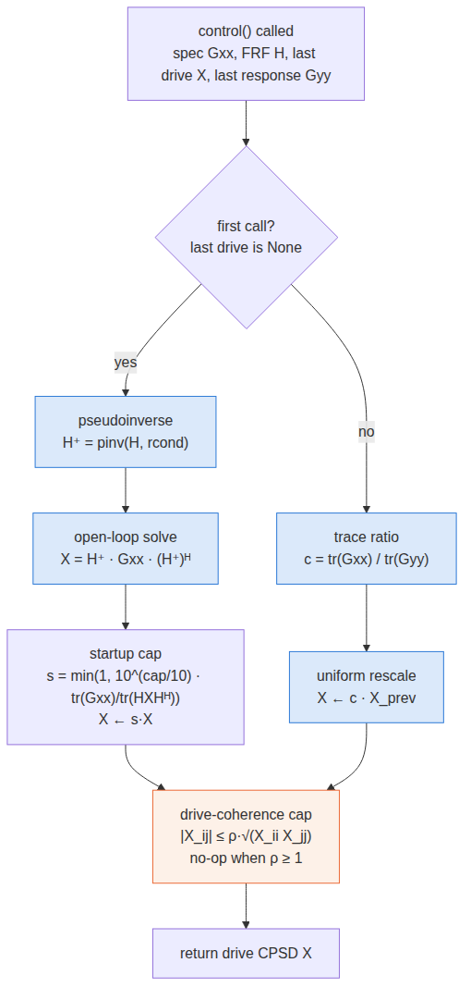 control() called
spec Gxx, FRF H, last
drive X, last response Gyy
first call?
last drive is None
yes
no
pseudoinverse
H⁺ = pinv(H, rcond)
open-loop solve
X = H⁺ · Gxx · (H⁺)ᴴ
trace ratio
c = tr(Gxx) / tr(Gyy)
startup cap
s = min(1, 10^(cap/10) ·
tr(Gxx)/tr(HXHᴴ))
X ← s·X
uniform rescale
X ← c · X_prev
drive-coherence cap
|X_ij| ≤ ρ·√(X_ii X_jj)
no-op when ρ ≥ 1
return drive CPSD X